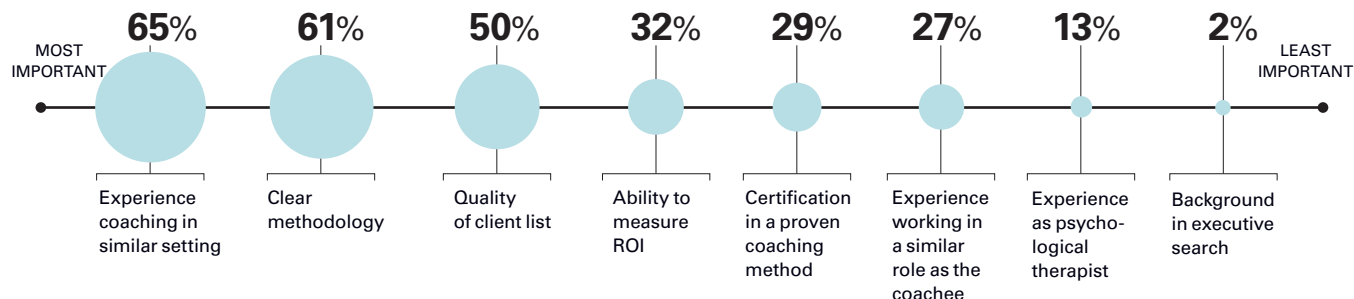 65%
61%
50%
32%
29%
27%
13%
2%
MOST
IMPORTANT
LEAST
IMPORTANT
Experience
coaching in
similar setting
Clear
methodology
Quality
of client list
Ability to
measure
ROI
Certification
in a proven
coaching
method
Experience
working in
a similar
role as the
coachee
Experience
as psycho-
logical
therapist
Background
in executive
search